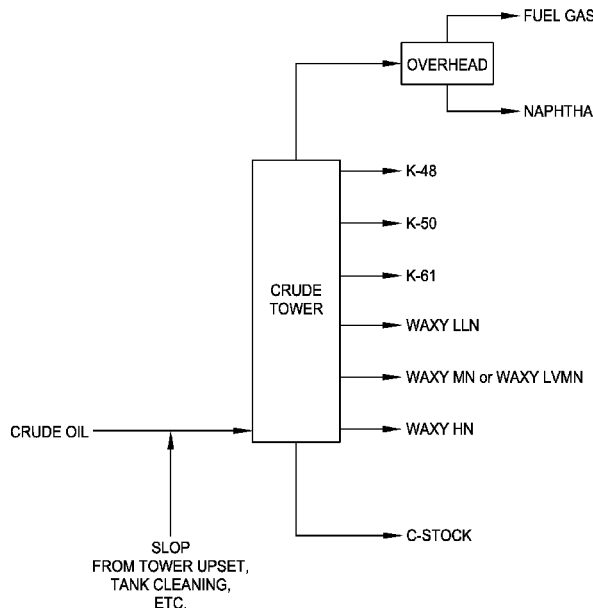 FUEL GAS
OVERHEAD
NAPHTHA
K-48
K-50
K-61
CRUDE
TOWER
WAXY LLN
WAXY MN or WAXY LVMN
CRUDE OIL
WAXY HN
C-STOCK
SLOP
FROM TOWER UPSET,
TANK CLEANING,
ETC.